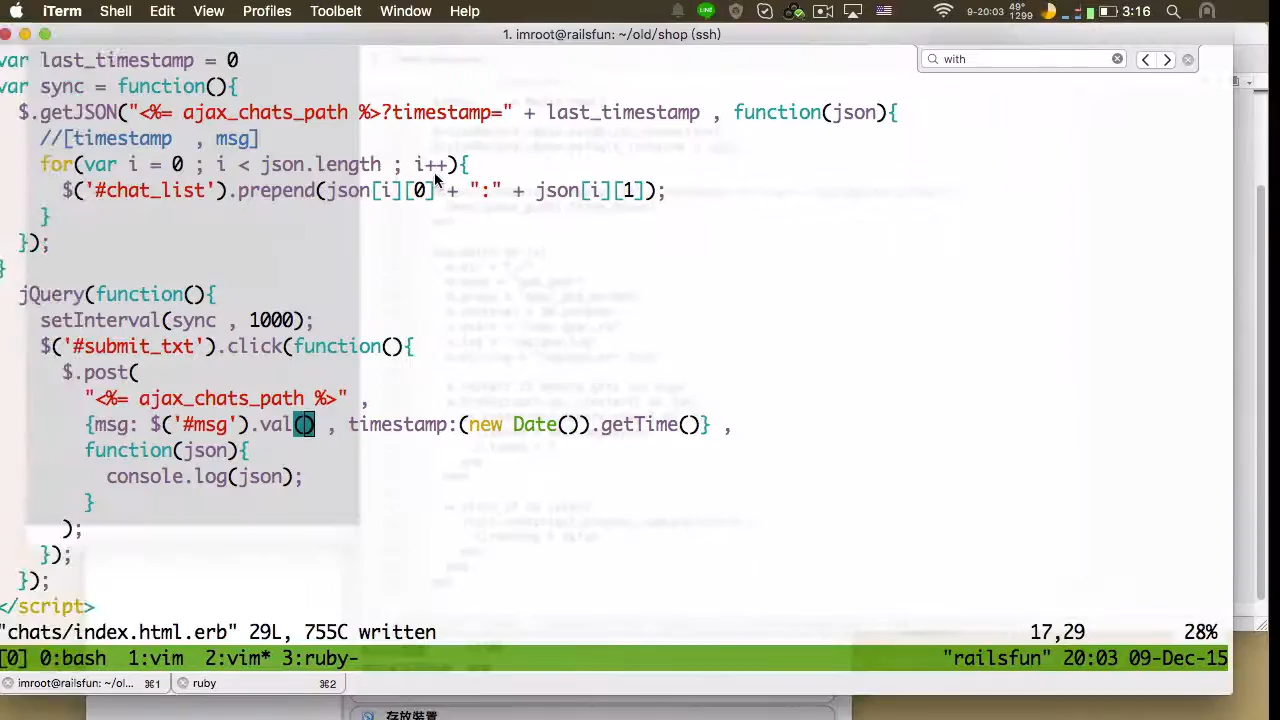 iTerm Shell Edit View Profiles Toolbelt Window Help 9-20:03 49° 1299 3:16
1. imroot@railsfun: ~/old/shop (ssh)
with
var last_timestamp = 0
var sync = function(){
$.getJSON("<%= ajax_chats_path %>?timestamp=" + last_timestamp , function(json){
//[timestamp , msg]
for(var i = 0 ; i < json.length ; i++){
$('#chat_list').prepend(json[i][0] + ":" + json[i][1]);
}
});
}
jQuery(function(){
setInterval(sync , 1000);
$('#submit_txt').click(function(){
$.post(
"<%= ajax_chats_path %>" ,
{msg: $('#msg').val() , timestamp:(new Date()).getTime()} ,
function(json){
console.log(json);
}
);
});
});
</script>
"chats/index.html.erb" 29L, 755C written 17,29 28%
[0] 0:bash 1:vim 2:vim* 3:ruby- "railsfun" 20:03 09-Dec-15
imroot@railsfun: ~/ol... ⌘1 ruby ⌘2
存放裝置